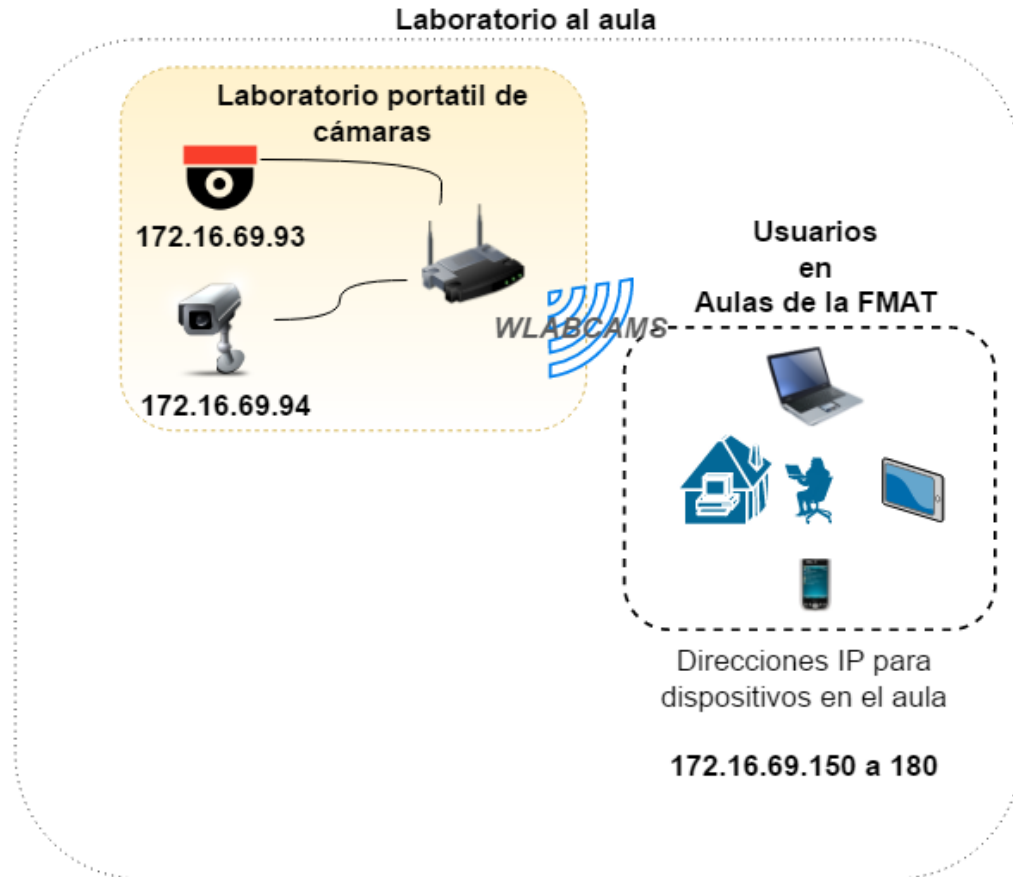 Laboratorio al aula
Laboratorio portatil de
cámaras
172.16.69.93
172.16.69.94
WLABCAMS
Usuarios
en
Aulas de la FMAT
Direcciones IP para
dispositivos en el aula
172.16.69.150 a 180